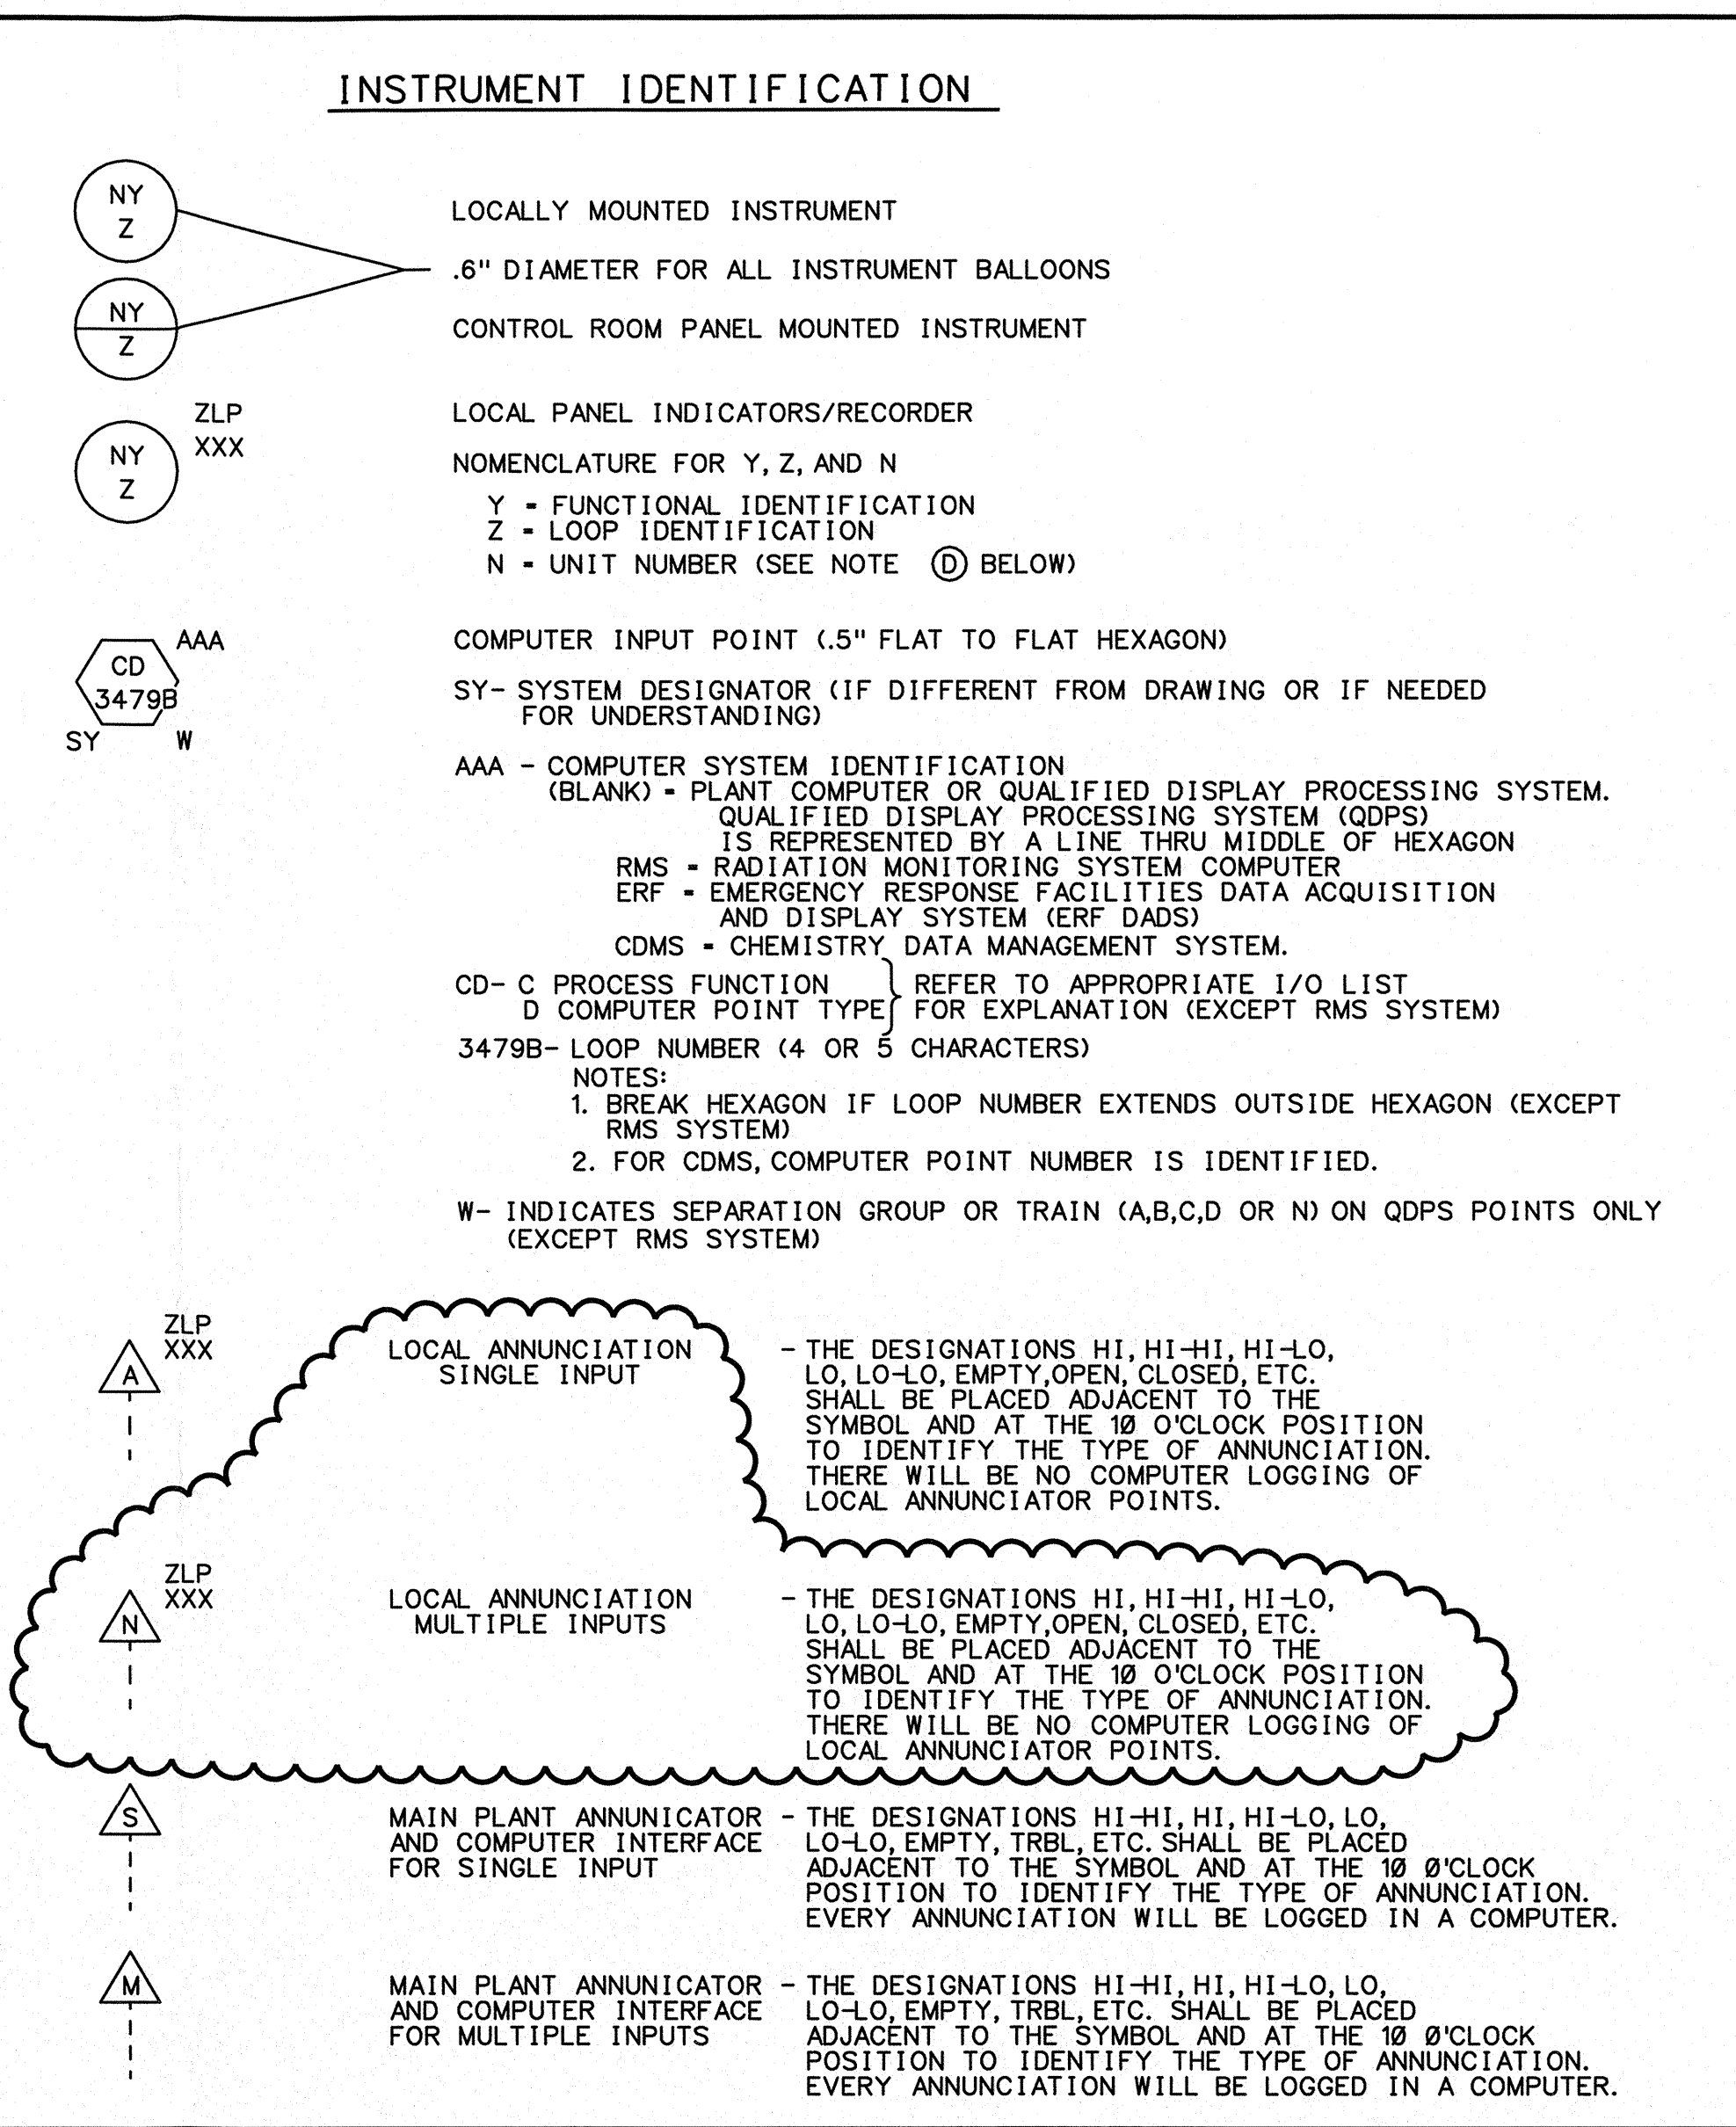 INSTRUMENT IDENTIFICATION
NY
Z
LOCALLY MOUNTED INSTRUMENT
.6" DIAMETER FOR ALL INSTRUMENT BALLOONS
NY
Z
CONTROL ROOM PANEL MOUNTED INSTRUMENT
ZLP
XXX
NY
Z
LOCAL PANEL INDICATORS/RECORDER
NOMENCLATURE FOR Y, Z, AND N
Y = FUNCTIONAL IDENTIFICATION
Z = LOOP IDENTIFICATION
N = UNIT NUMBER (SEE NOTE D BELOW)
AAA
CD
3479B
SY W
COMPUTER INPUT POINT (.5" FLAT TO FLAT HEXAGON)
SY- SYSTEM DESIGNATOR (IF DIFFERENT FROM DRAWING OR IF NEEDED
FOR UNDERSTANDING)
AAA - COMPUTER SYSTEM IDENTIFICATION
(BLANK) = PLANT COMPUTER OR QUALIFIED DISPLAY PROCESSING SYSTEM.
QUALIFIED DISPLAY PROCESSING SYSTEM (QDPS)
IS REPRESENTED BY A LINE THRU MIDDLE OF HEXAGON
RMS = RADIATION MONITORING SYSTEM COMPUTER
ERF = EMERGENCY RESPONSE FACILITIES DATA ACQUISITION
AND DISPLAY SYSTEM (ERF DADS)
CDMS = CHEMISTRY DATA MANAGEMENT SYSTEM.
CD- C PROCESS FUNCTION } REFER TO APPROPRIATE I/O LIST
D COMPUTER POINT TYPE FOR EXPLANATION (EXCEPT RMS SYSTEM)
3479B- LOOP NUMBER (4 OR 5 CHARACTERS)
NOTES:
1. BREAK HEXAGON IF LOOP NUMBER EXTENDS OUTSIDE HEXAGON (EXCEPT
RMS SYSTEM)
2. FOR CDMS, COMPUTER POINT NUMBER IS IDENTIFIED.
W- INDICATES SEPARATION GROUP OR TRAIN (A,B,C,D OR N) ON QDPS POINTS ONLY
(EXCEPT RMS SYSTEM)
ZLP
XXX
A
LOCAL ANNUNCIATION
SINGLE INPUT
- THE DESIGNATIONS HI, HI-HI, HI-LO,
LO, LO-LO, EMPTY,OPEN, CLOSED, ETC.
SHALL BE PLACED ADJACENT TO THE
SYMBOL AND AT THE 1Ø O'CLOCK POSITION
TO IDENTIFY THE TYPE OF ANNUNCIATION.
THERE WILL BE NO COMPUTER LOGGING OF
LOCAL ANNUNCIATOR POINTS.
ZLP
XXX
N
LOCAL ANNUNCIATION
MULTIPLE INPUTS
- THE DESIGNATIONS HI, HI-HI, HI-LO,
LO, LO-LO, EMPTY,OPEN, CLOSED, ETC.
SHALL BE PLACED ADJACENT TO THE
SYMBOL AND AT THE 1Ø O'CLOCK POSITION
TO IDENTIFY THE TYPE OF ANNUNCIATION.
THERE WILL BE NO COMPUTER LOGGING OF
LOCAL ANNUNCIATOR POINTS.
S
MAIN PLANT ANNUNICATOR
AND COMPUTER INTERFACE
FOR SINGLE INPUT
- THE DESIGNATIONS HI-HI, HI, HI-LO, LO,
LO-LO, EMPTY, TRBL, ETC. SHALL BE PLACED
ADJACENT TO THE SYMBOL AND AT THE 1Ø Ø'CLOCK
POSITION TO IDENTIFY THE TYPE OF ANNUNCIATION.
EVERY ANNUNCIATION WILL BE LOGGED IN A COMPUTER.
M
MAIN PLANT ANNUNICATOR
AND COMPUTER INTERFACE
FOR MULTIPLE INPUTS
- THE DESIGNATIONS HI-HI, HI, HI-LO, LO,
LO-LO, EMPTY, TRBL, ETC. SHALL BE PLACED
ADJACENT TO THE SYMBOL AND AT THE 1Ø Ø'CLOCK
POSITION TO IDENTIFY THE TYPE OF ANNUNCIATION.
EVERY ANNUNCIATION WILL BE LOGGED IN A COMPUTER.